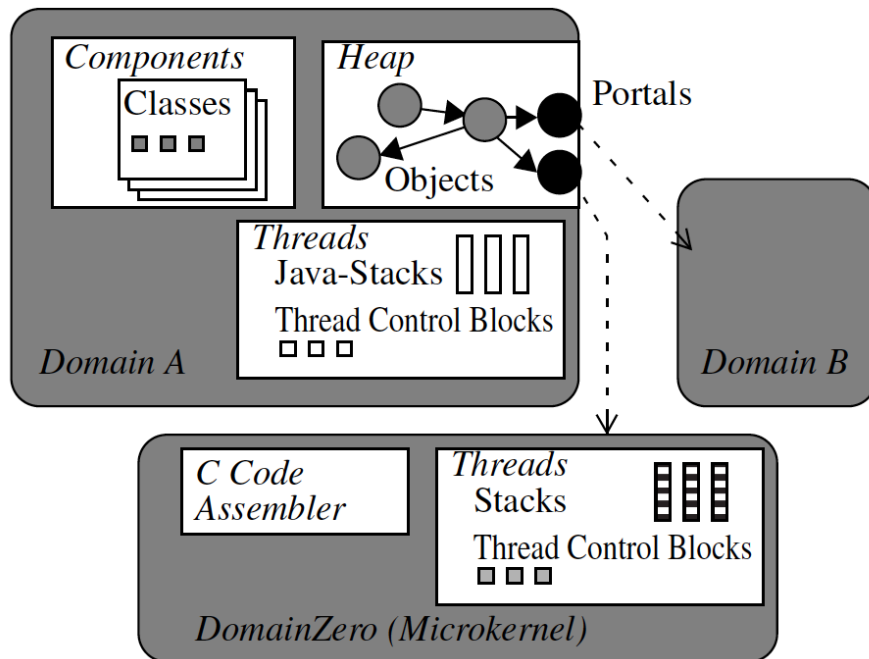 Components
Classes
Heap
Objects
Portals
Threads
Java-Stacks
Thread Control Blocks
Domain A
Domain B
C Code
Assembler
Threads
Stacks
Thread Control Blocks
DomainZero (Microkernel)